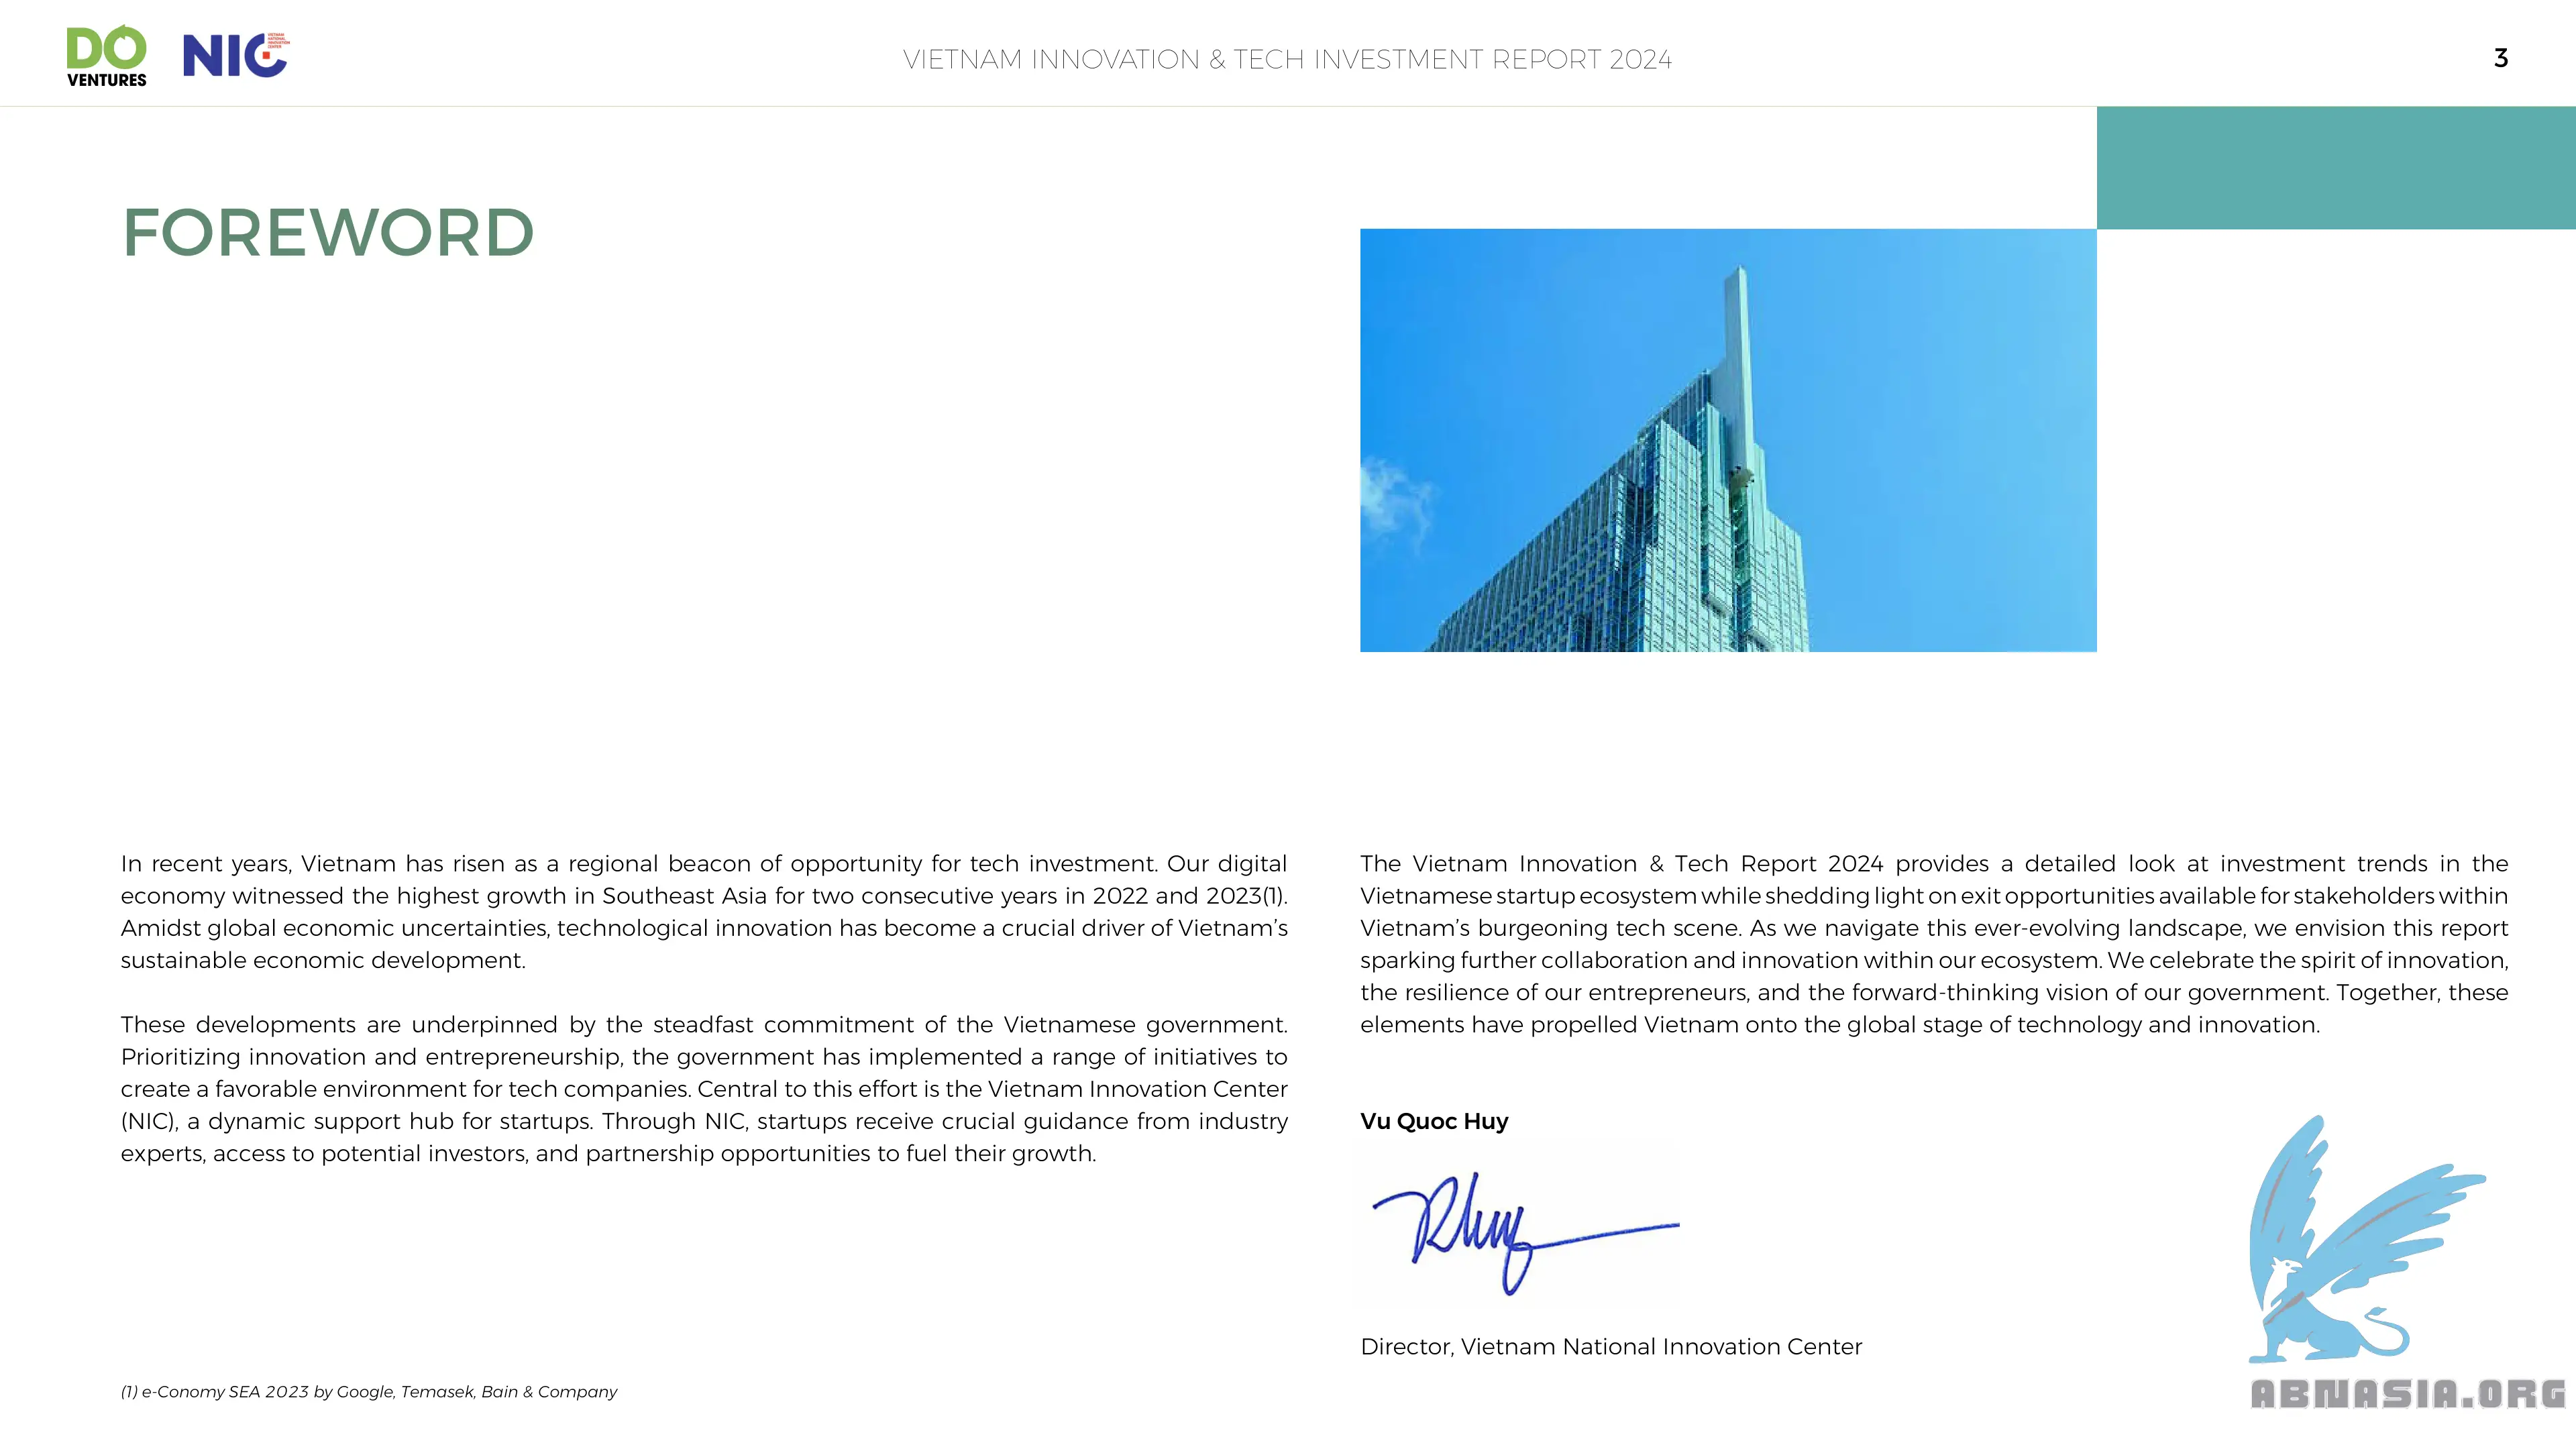 DO
VENTURES
NIC
VIETNAM
NATIONAL
INNOVATION
CENTER
VIETNAM INNOVATION & TECH INVESTMENT REPORT 2024
3
FOREWORD
In recent years, Vietnam has risen as a regional beacon of opportunity for tech investment. Our digital
economy witnessed the highest growth in Southeast Asia for two consecutive years in 2022 and 2023(1).
Amidst global economic uncertainties, technological innovation has become a crucial driver of Vietnam’s
sustainable economic development.
These developments are underpinned by the steadfast commitment of the Vietnamese government.
Prioritizing innovation and entrepreneurship, the government has implemented a range of initiatives to
create a favorable environment for tech companies. Central to this effort is the Vietnam Innovation Center
(NIC), a dynamic support hub for startups. Through NIC, startups receive crucial guidance from industry
experts, access to potential investors, and partnership opportunities to fuel their growth.
(1) e-Conomy SEA 2023 by Google, Temasek, Bain & Company
The Vietnam Innovation & Tech Report 2024 provides a detailed look at investment trends in the
Vietnamese startup ecosystem while shedding light on exit opportunities available for stakeholders within
Vietnam’s burgeoning tech scene. As we navigate this ever-evolving landscape, we envision this report
sparking further collaboration and innovation within our ecosystem. We celebrate the spirit of innovation,
the resilience of our entrepreneurs, and the forward-thinking vision of our government. Together, these
elements have propelled Vietnam onto the global stage of technology and innovation.
Vu Quoc Huy
Director, Vietnam National Innovation Center
ABNASIA.ORG